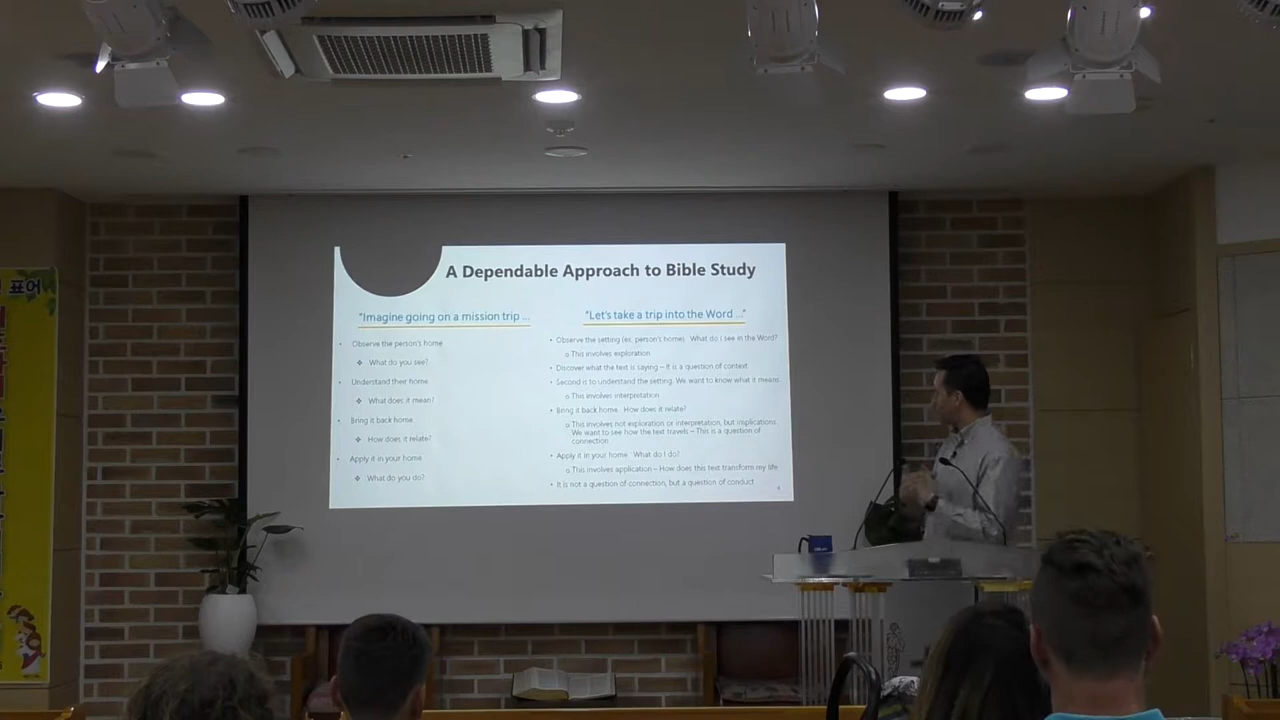 A Dependable Approach to Bible Study
"Imagine going on a mission trip ...
• Observe the person's home
❖ What do you see?
• Understand their home
❖ What does it mean?
• Bring it back home
❖ How does it relate?
• Apply it in your home
❖ What do you do?
"Let's take a trip into the Word ..."
• Observe the setting (ex. person's home) What do I see in the Word?
o This involves exploration
• Discover what the text is saying – It is a question of context
• Second is to understand the setting. We want to know what it means.
o This involves interpretation
• Bring it back home. How does it relate?
o This involves not exploration or interpretation, but implications.
We want to see how the text travels – This is a question of
connection
• Apply it in your home. What do I do?
o This involves application – How does this text transform my life
• It is not a question of connection, but a question of conduct
4
표어